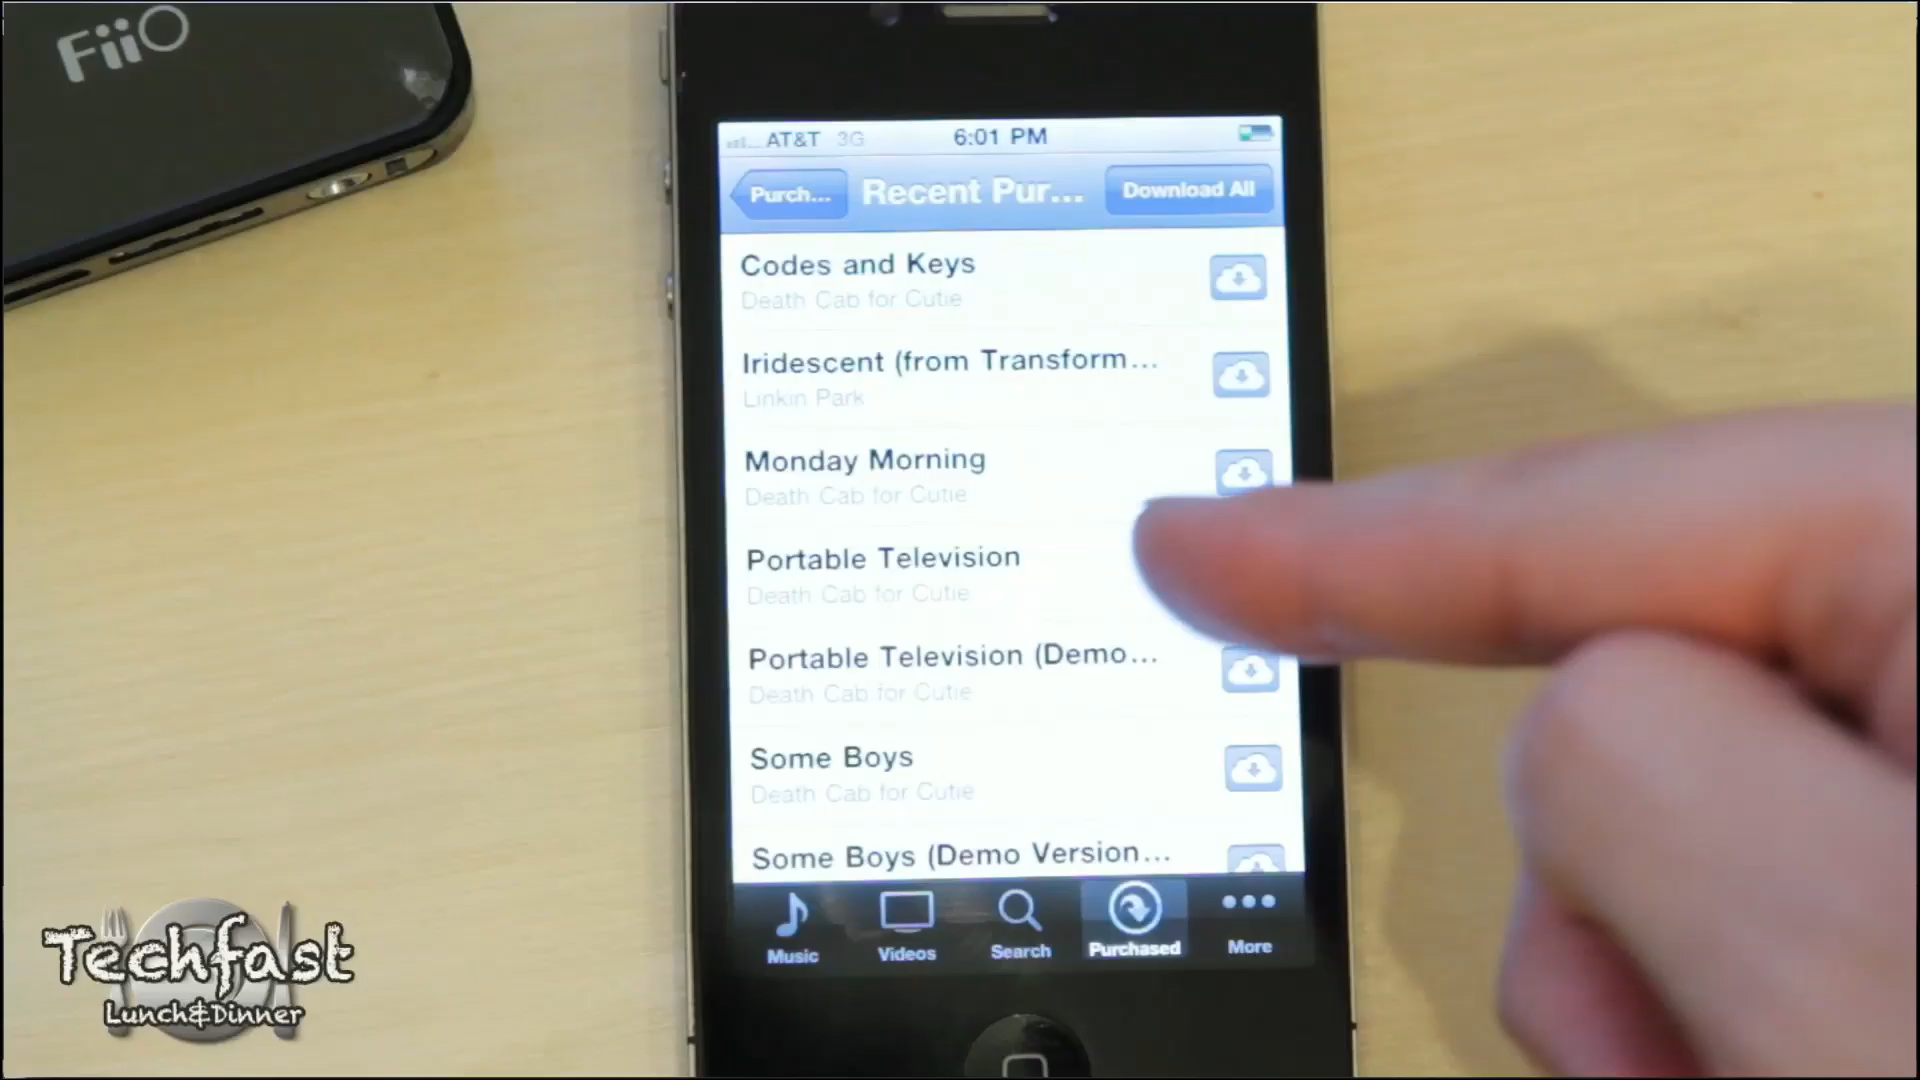 FiiO
AT&T 3G 6:01 PM
Purch... Recent Pur... Download All
Codes and Keys
Death Cab for Cutie
Iridescent (from Transform...
Linkin Park
Monday Morning
Death Cab for Cutie
Portable Television
Death Cab for Cutie
Portable Television (Demo...
Death Cab for Cutie
Some Boys
Death Cab for Cutie
Some Boys (Demo Version...
Music Videos Search Purchased More
Techfast
Lunch&Dinner